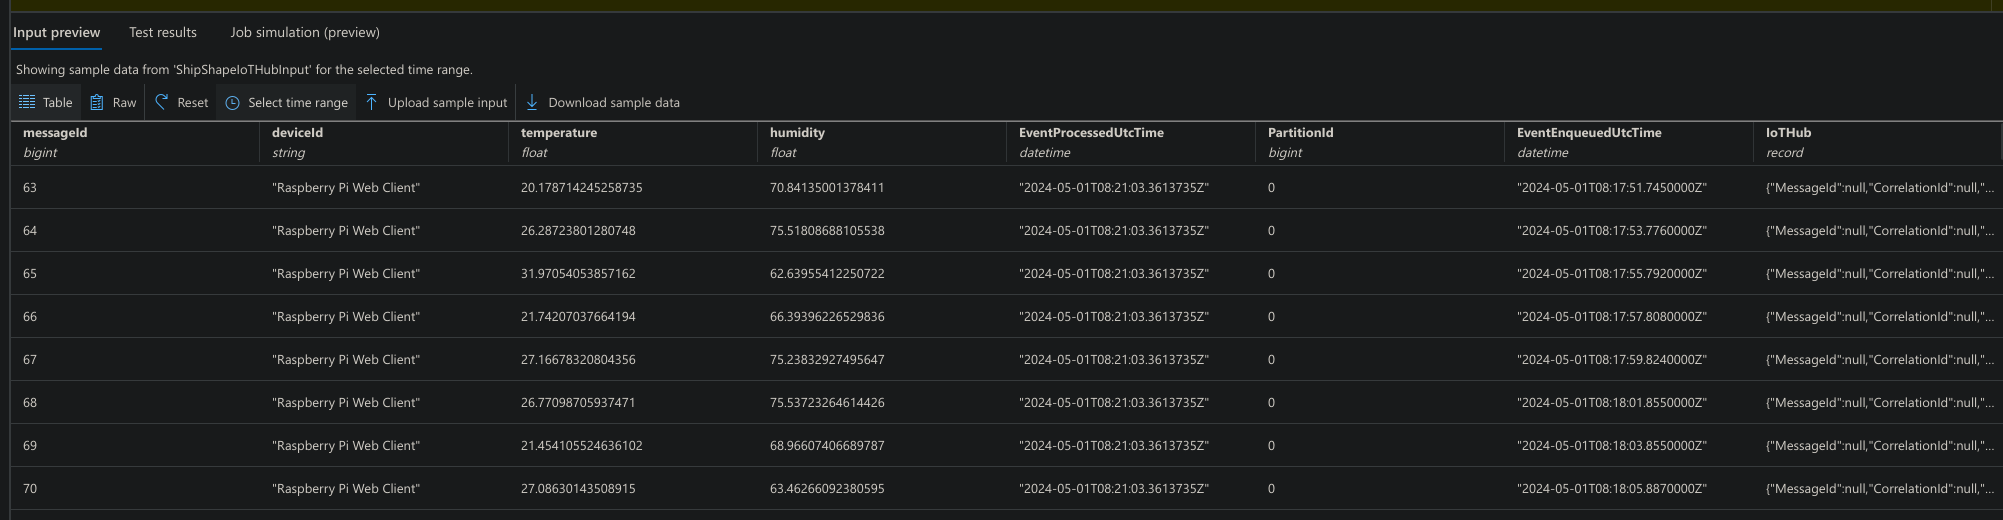 Input preview Test results Job simulation (preview)
Showing sample data from 'ShipShapeIoTHubInput' for the selected time range.
Table Raw Reset Select time range Upload sample input Download sample data
messageId deviceId temperature humidity EventProcessedUtcTime PartitionId EventEnqueuedUtcTime IoTHub
bigint string float float datetime bigint datetime record
63 "Raspberry Pi Web Client" 20.178714245258735 70.84135001378411 "2024-05-01T08:21:03.3613735Z" 0 "2024-05-01T08:17:51.7450000Z" {"MessageId":null,"CorrelationId":null,"...
64 "Raspberry Pi Web Client" 26.28723801280748 75.51808688105538 "2024-05-01T08:21:03.3613735Z" 0 "2024-05-01T08:17:53.7760000Z" {"MessageId":null,"CorrelationId":null,"...
65 "Raspberry Pi Web Client" 31.97054053857162 62.63955412250722 "2024-05-01T08:21:03.3613735Z" 0 "2024-05-01T08:17:55.7920000Z" {"MessageId":null,"CorrelationId":null,"...
66 "Raspberry Pi Web Client" 21.74207037664194 66.39396226529836 "2024-05-01T08:21:03.3613735Z" 0 "2024-05-01T08:17:57.8080000Z" {"MessageId":null,"CorrelationId":null,"...
67 "Raspberry Pi Web Client" 27.16678320804356 75.23832927495647 "2024-05-01T08:21:03.3613735Z" 0 "2024-05-01T08:17:59.8240000Z" {"MessageId":null,"CorrelationId":null,"...
68 "Raspberry Pi Web Client" 26.77098705937471 75.53723264614426 "2024-05-01T08:21:03.3613735Z" 0 "2024-05-01T08:18:01.8550000Z" {"MessageId":null,"CorrelationId":null,"...
69 "Raspberry Pi Web Client" 21.454105524636102 68.96607406689787 "2024-05-01T08:21:03.3613735Z" 0 "2024-05-01T08:18:03.8550000Z" {"MessageId":null,"CorrelationId":null,"...
70 "Raspberry Pi Web Client" 27.08630143508915 63.46266092380595 "2024-05-01T08:21:03.3613735Z" 0 "2024-05-01T08:18:05.8870000Z" {"MessageId":null,"CorrelationId":null,"...